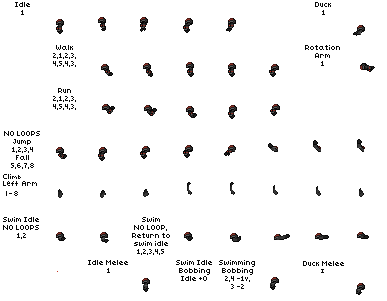 Idle
1
Duck
1
Walk
2,1,2,3,
4,5,4,3,
Rotation
Arm
1
Run
2,1,2,3,
4,5,4,3,
NO LOOPS
Jump
1,2,3,4
Fall
5,6,7,8
Climb
Left Arm
1-8
Swim Idle
NO LOOPS
1,2
Swim
NO LOOP,
Return to
swim idle
1,2,3,4,5
Idle Melee
1
Swim Idle
Bobbing
Idle +0
Swimming
Bobbing
2,4 -1v,
3 -2
Duck Melee
1